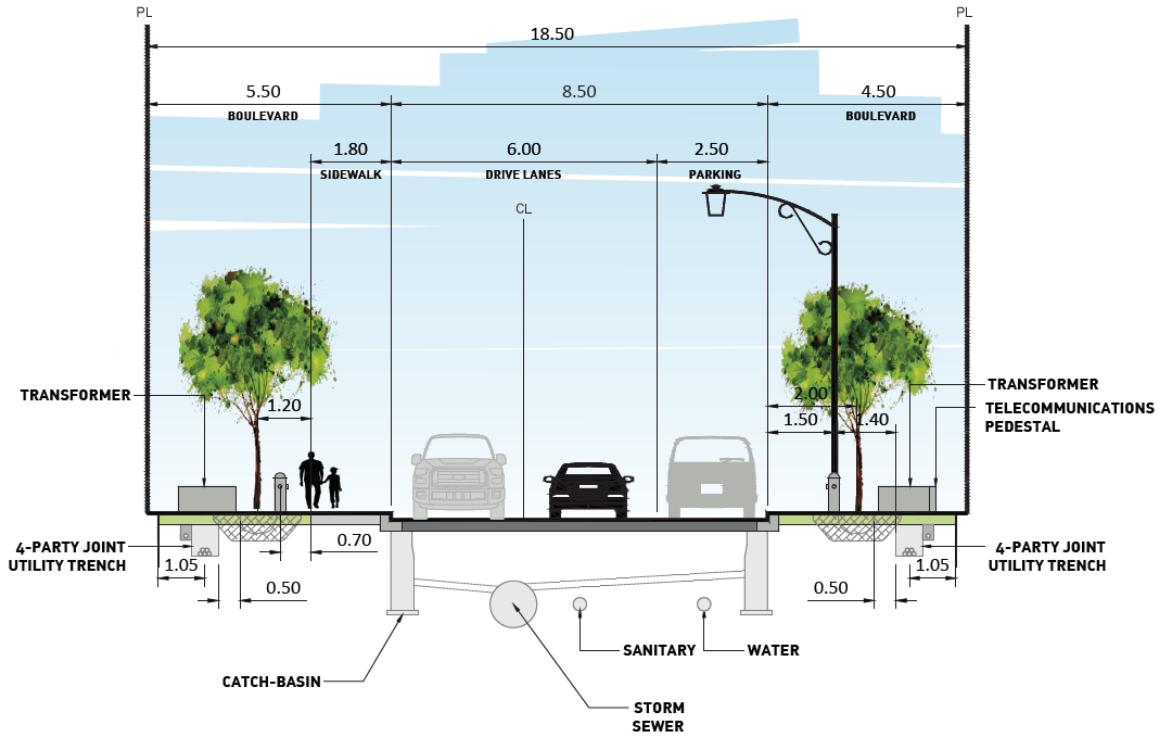 PL
PL
18.50
5.50
8.50
4.50
BOULEVARD
BOULEVARD
1.80
6.00
2.50
SIDEWALK
DRIVE LANES
PARKING
CL
TRANSFORMER
1.20
2.00
1.50
1.40
TRANSFORMER
TELECOMMUNICATIONS
PEDESTAL
4-PARTY JOINT
UTILITY TRENCH
0.70
4-PARTY JOINT
UTILITY TRENCH
1.05
1.05
0.50
0.50
SANITARY
WATER
CATCH-BASIN
STORM
SEWER